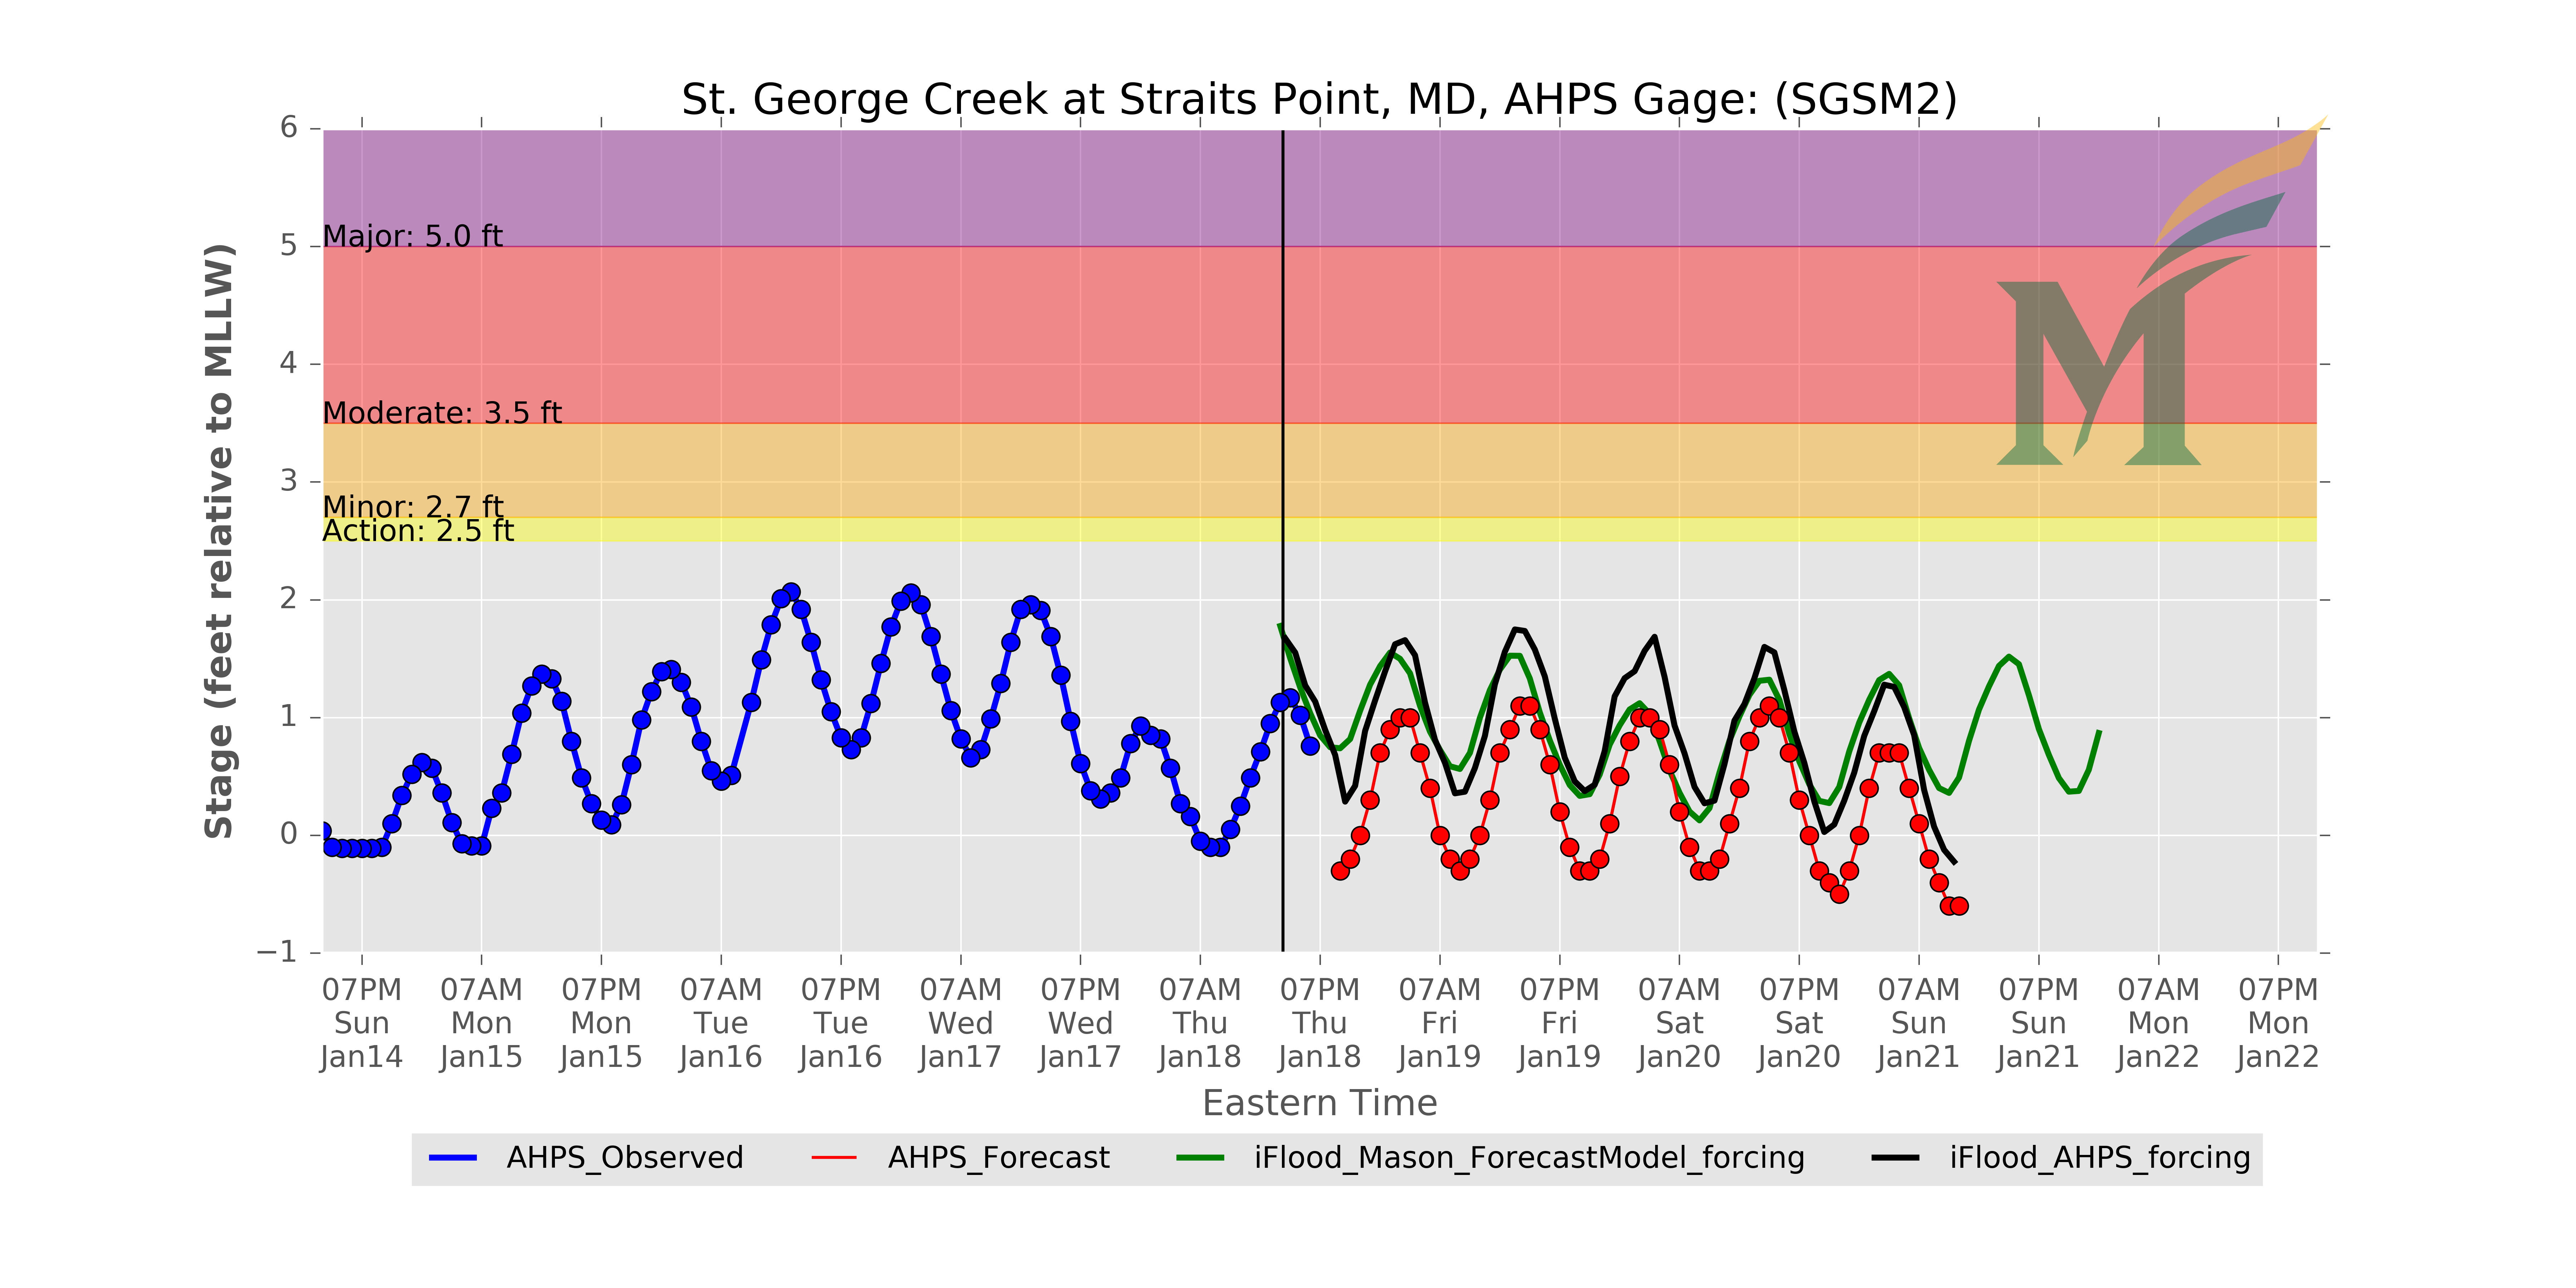 St. George Creek at Straits Point, MD, AHPS Gage: (SGSM2)
Stage (feet relative to MLLW)
6
5
4
3
2
1
0
−1
Major: 5.0 ft
Moderate: 3.5 ft
Minor: 2.7 ft
Action: 2.5 ft
M
07PM 07AM 07PM 07AM 07PM 07AM 07PM 07AM 07PM 07AM 07PM 07AM 07PM 07AM 07PM 07AM 07PM
Sun Mon Mon Tue Tue Wed Wed Thu Thu Fri Fri Sat Sat Sun Sun Mon Mon
Jan14 Jan15 Jan15 Jan16 Jan16 Jan17 Jan17 Jan18 Jan18 Jan19 Jan19 Jan20 Jan20 Jan21 Jan21 Jan22 Jan22
Eastern Time
AHPS_Observed AHPS_Forecast iFlood_Mason_ForecastModel_forcing iFlood_AHPS_forcing